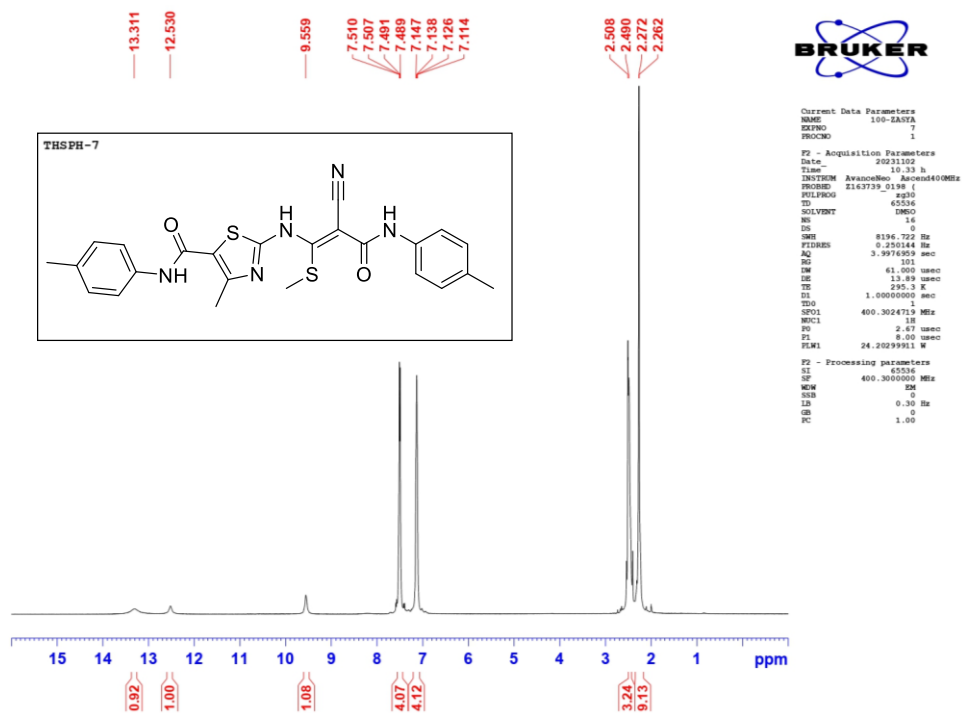 13.311
12.530
9.559
7.510
7.507
7.491
7.489
7.147
7.138
7.126
7.114
2.508
2.490
2.272
2.262
BRUKER
THSPH-7
N
H
N
S
O
NH
N
S
O
H
N
Current Data Parameters
NAME 100-ZASYA
EXPNO 7
PROCNO 1
F2 - Acquisition Parameters
Date_ 20231102
Time 10.33 h
INSTRUM AvanceNeo Ascend400MHz
PROBHD Z163739_0198 (
PULPROG zg30
TD 65536
SOLVENT DMSO
NS 16
DS 0
SWH 8196.722 Hz
FIDRES 0.250144 Hz
AQ 3.9976959 sec
RG 101
DW 61.000 usec
DE 13.89 usec
TE 295.3 K
D1 1.00000000 sec
TD0 1
SFO1 400.3024719 MHz
NUC1 1H
P0 2.67 usec
P1 8.00 usec
PLW1 24.20299911 W
F2 - Processing parameters
SI 65536
SF 400.3000000 MHz
WDW EM
SSB 0
LB 0.30 Hz
GB 0
PC 1.00
15 14 13 12 11 10 9 8 7 6 5 4 3 2 1 ppm
0.92
1.00
1.08
4.07
4.12
3.24
9.13